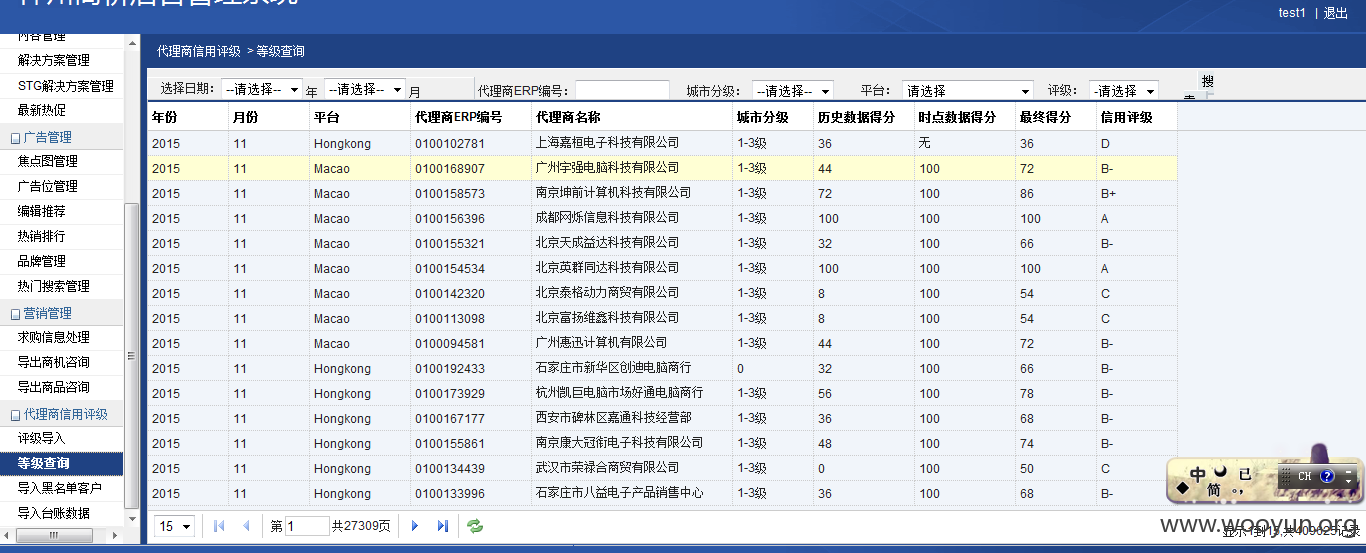 test1 | 退出
内容管理
解决方案管理
STG解决方案管理
最新热促
广告管理
焦点图管理
广告位管理
编辑推荐
热销排行
品牌管理
热门搜索管理
营销管理
求购信息处理
导出商机咨询
导出商品咨询
代理商信用评级
评级导入
等级查询
导入黑名单客户
导入台账数据
代理商信用评级 > 等级查询
选择日期: --请选择-- 年 --请选择-- 月 代理商ERP编号: 城市分级: --请选择-- 平台: 请选择 评级: -请选择 搜
年份 月份 平台 代理商ERP编号 代理商名称 城市分级 历史数据得分 时点数据得分 最终得分 信用评级
2015 11 Hongkong 0100102781 上海嘉桓电子科技有限公司 1-3级 36 无 36 D
2015 11 Macao 0100168907 广州宇强电脑科技有限公司 1-3级 44 100 72 B-
2015 11 Macao 0100158573 南京坤前计算机科技有限公司 1-3级 72 100 86 B+
2015 11 Macao 0100156396 成都网烁信息科技有限公司 1-3级 100 100 100 A
2015 11 Macao 0100155321 北京天成益达科技有限公司 1-3级 32 100 66 B-
2015 11 Macao 0100154534 北京英群同达科技有限公司 1-3级 100 100 100 A
2015 11 Macao 0100142320 北京泰格动力商贸有限公司 1-3级 8 100 54 C
2015 11 Macao 0100113098 北京富扬维鑫科技有限公司 1-3级 8 100 54 C
2015 11 Macao 0100094581 广州惠迅计算机有限公司 1-3级 44 100 72 B-
2015 11 Hongkong 0100192433 石家庄市新华区创迪电脑商行 0 32 100 66 B-
2015 11 Hongkong 0100173929 杭州凯巨电脑市场好通电脑商行 1-3级 56 100 78 B-
2015 11 Hongkong 0100167177 西安市碑林区嘉通科技经营部 1-3级 36 100 68 B-
2015 11 Hongkong 0100155861 南京康大冠衔电子科技有限公司 1-3级 48 100 74 B-
2015 11 Hongkong 0100134439 武汉市荣禄合商贸有限公司 1-3级 0 100 50 C
2015 11 Hongkong 0100133996 石家庄市八益电子产品销售中心 1-3级 36 100 68 B-
15 第 1 共27309页
显示1到15,共409625记录
www.wooyun.org
中 已 CH ?
简